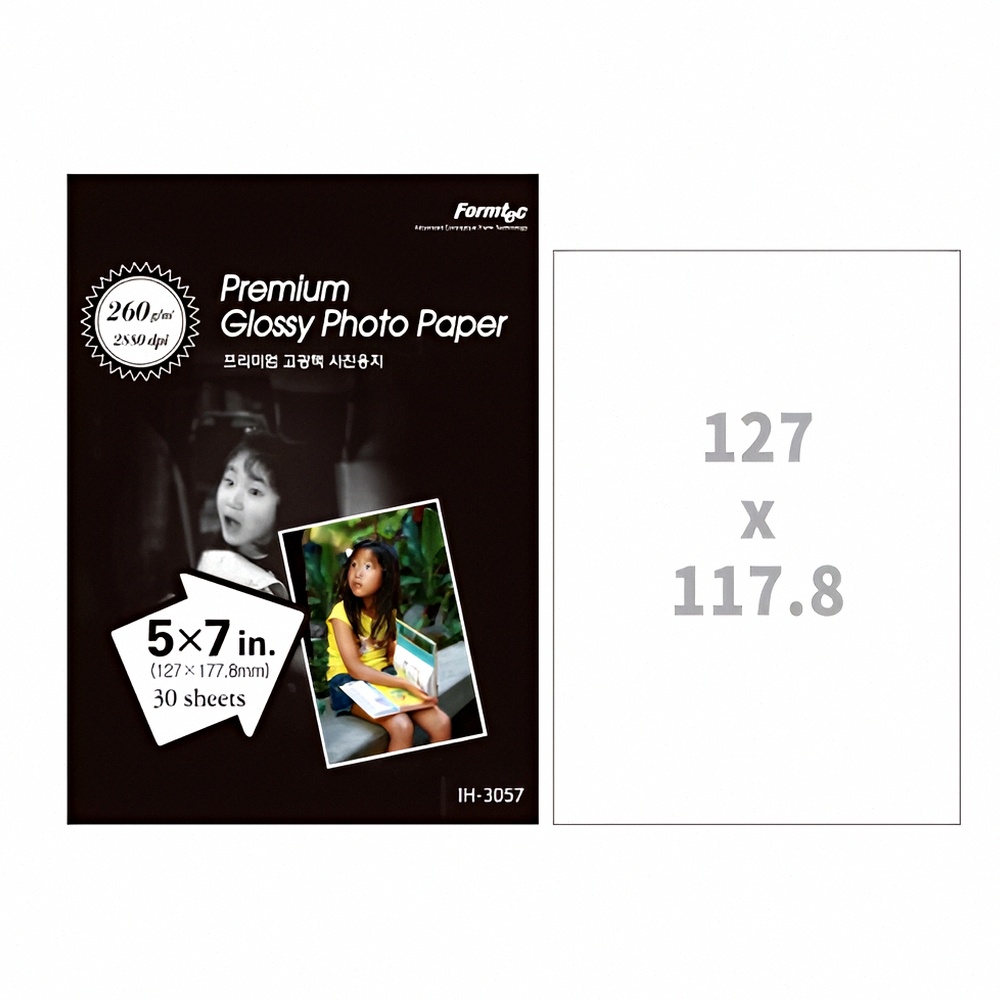 Formtec
Premium
Glossy Photo Paper
프리미엄 고광택 사진용지
260g/㎡
2880 dpi
5×7 in.
(127×177.8mm)
30 sheets
IH-3057
127
x
117.8